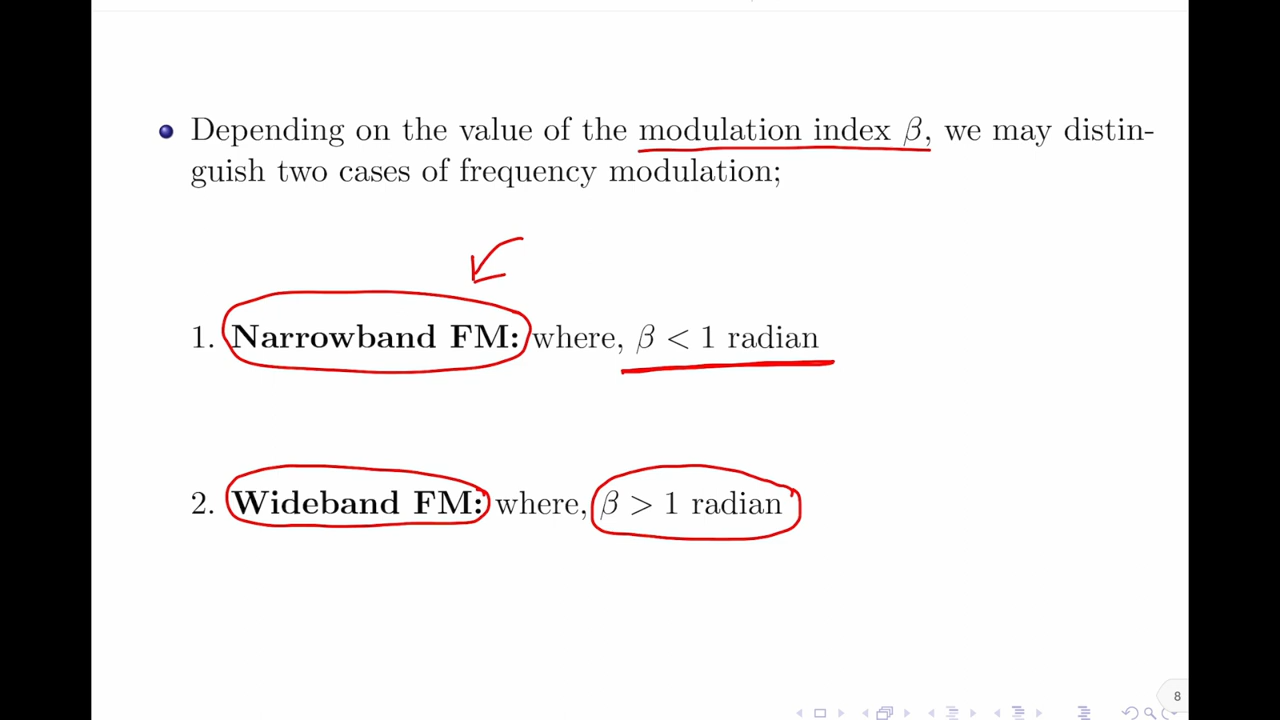 Depending on the value of the modulation index β, we may distin-
guish two cases of frequency modulation;
1. Narrowband FM: where, β < 1 radian
2. Wideband FM: where, β > 1 radian
8